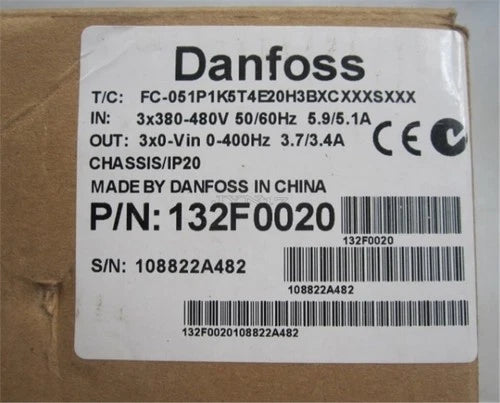 Danfoss
T/C: FC-051P1K5T4E20H3BXCXXXSXXX
IN: 3x380-480V 50/60Hz 5.9/5.1A
OUT: 3x0-Vin 0-400Hz 3.7/3.4A
CHASSIS/IP20
MADE BY DANFOSS IN CHINA
CE
P/N: 132F0020
132F0020
S/N: 108822A482
108822A482
132F0020108822A482